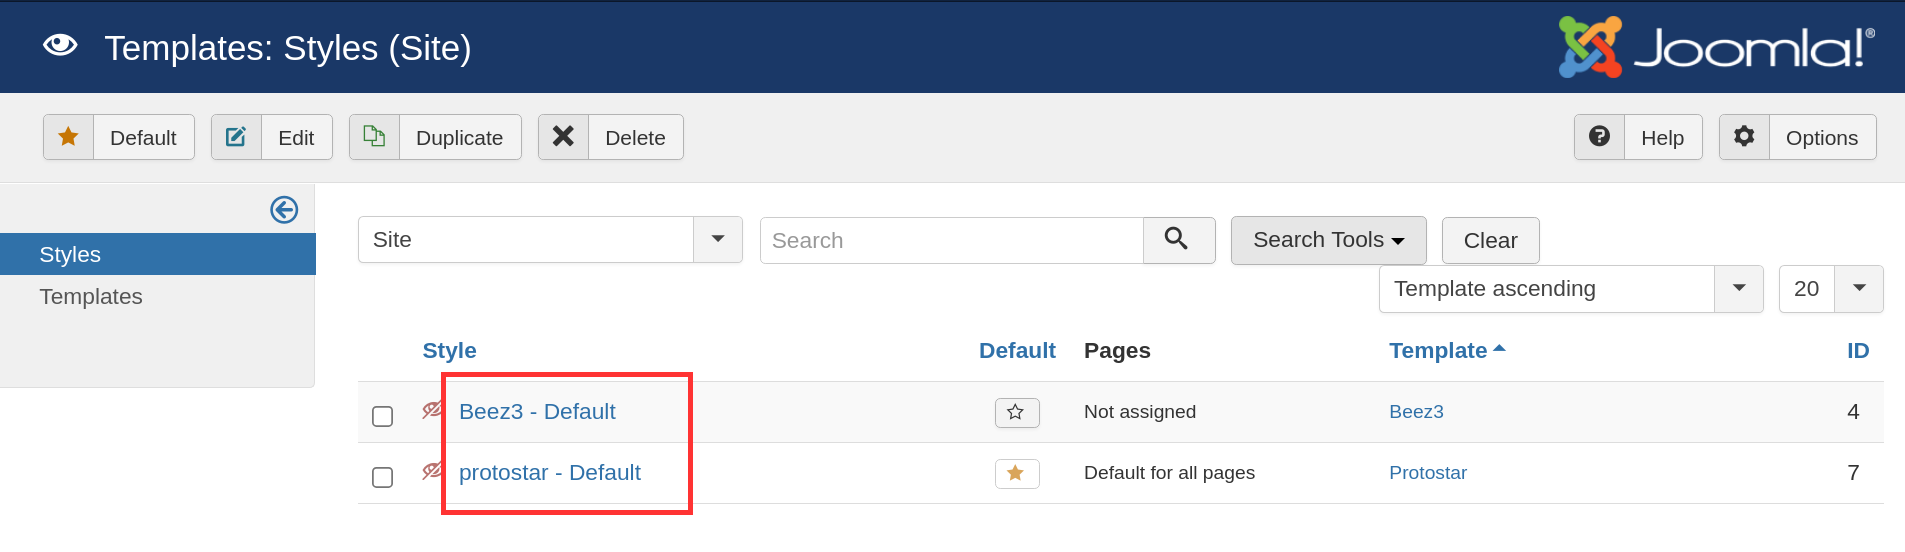 Templates: Styles (Site)
Joomla!®
Default Edit Duplicate Delete Help Options
Styles
Templates
Site Search Search Tools Clear
Template ascending 20
Style Default Pages Template ID
Beez3 - Default Not assigned Beez3 4
protostar - Default Default for all pages Protostar 7